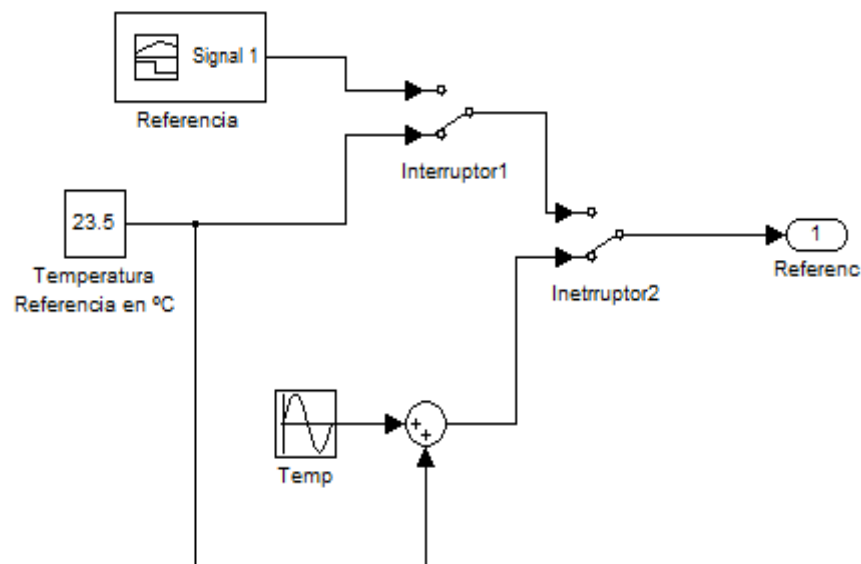 Signal 1
Referencia
Interruptor1
23.5
Temperatura
Referencia en ºC
1
Referenc
Inetrruptor2
+
+
Temp